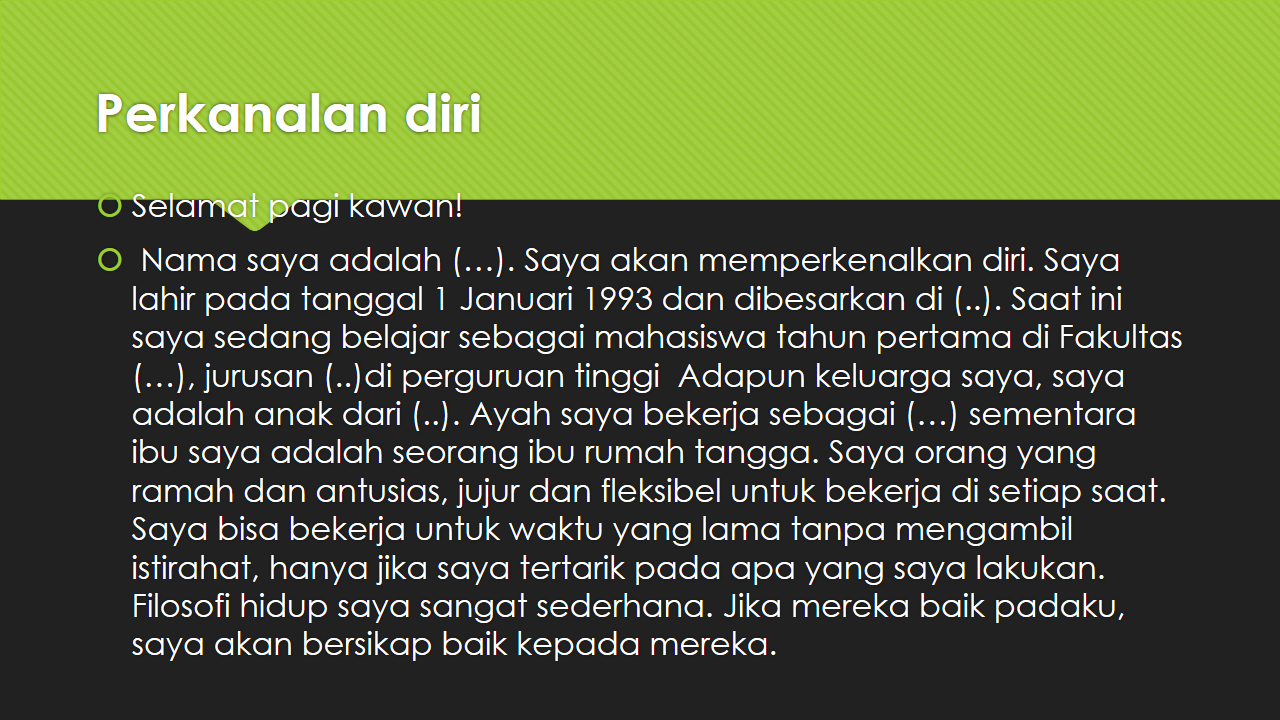 Perkanalan diri
Selamat pagi kawan!
Nama saya adalah (…). Saya akan memperkenalkan diri. Saya
lahir pada tanggal 1 Januari 1993 dan dibesarkan di (..). Saat ini
saya sedang belajar sebagai mahasiswa tahun pertama di Fakultas
(…), jurusan (..)di perguruan tinggi  Adapun keluarga saya, saya
adalah anak dari (..). Ayah saya bekerja sebagai (…) sementara
ibu saya adalah seorang ibu rumah tangga. Saya orang yang
ramah dan antusias, jujur dan fleksibel untuk bekerja di setiap saat.
Saya bisa bekerja untuk waktu yang lama tanpa mengambil
istirahat, hanya jika saya tertarik pada apa yang saya lakukan.
Filosofi hidup saya sangat sederhana. Jika mereka baik padaku,
saya akan bersikap baik kepada mereka.